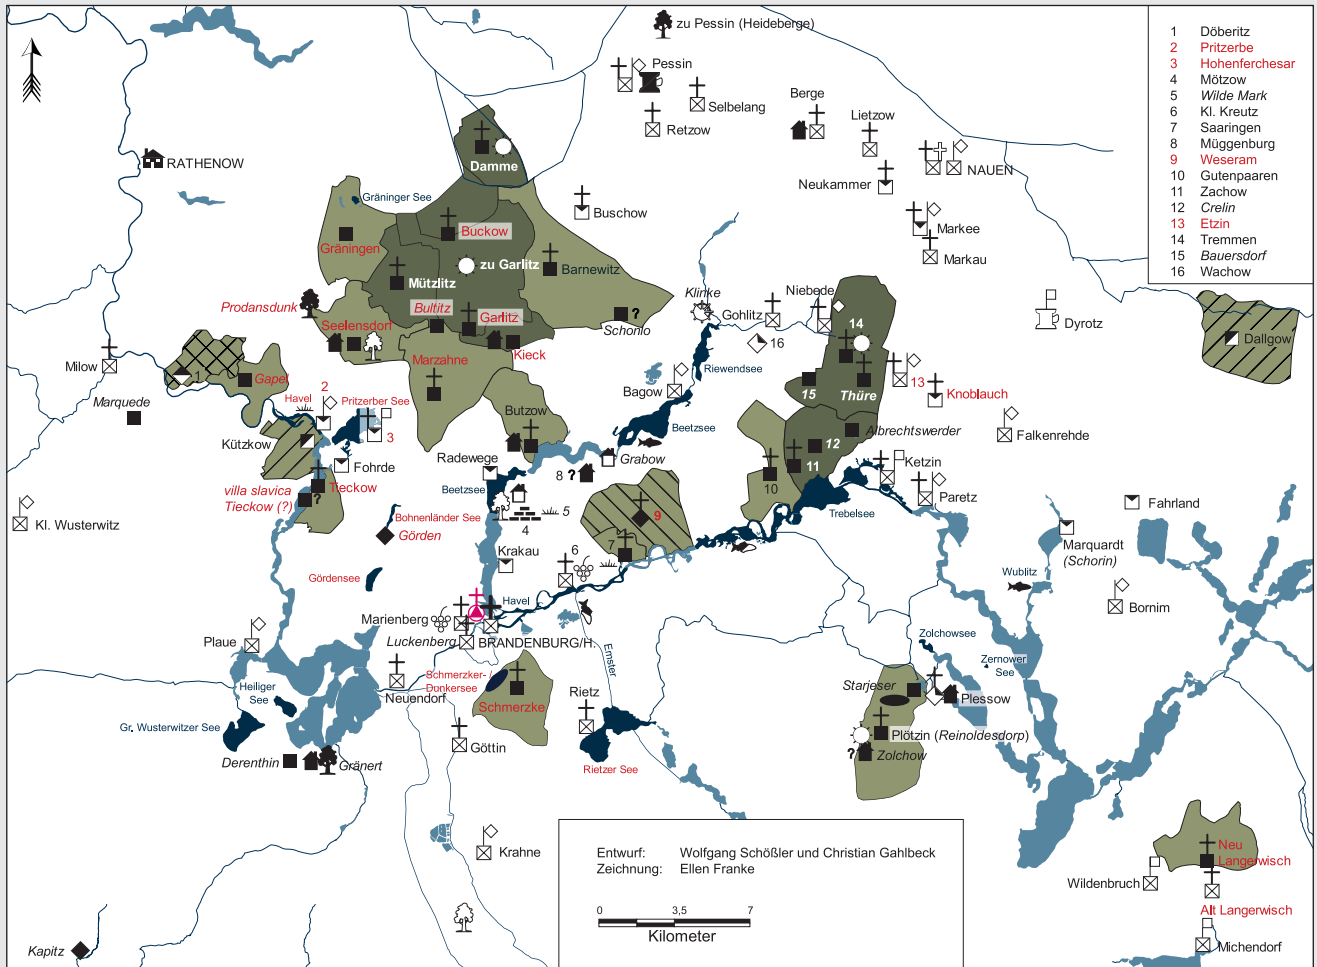 zu Pessin (Heideberge)
1 Döberitz
2 Pritzerbe
3 Hohenferchesar
4 Mötzow
5 Wilde Mark
6 Kl. Kreutz
7 Saaringen
8 Müggenburg
9 Weseram
10 Gutenpaaren
11 Zachow
12 Crelin
13 Etzin
14 Tremmen
15 Bauersdorf
16 Wachow
Pessin
Selbelang
Berge
Retzow
Lietzow
RATHENOW
Damme
NAUEN
Neukammer
Gräninger See
Buschow
Markee
Buckow
Gräningen
Markau
zu Garlitz
Barnewitz
Mützlitz
Klinke
Niebede
Prodansdunk
Bultitz
Garlitz
Schonlo
?
Gohlitz
Dyrotz
Seelensdorf
14
16
Dallgow
Kieck
Marzahne
Milow
1
Gapel
Riewendsee
Bagow
15
Thüre
13
Knoblauch
Marquede
Havel
2
Pritzerber See
Butzow
Beetzsee
Albrechtswerder
Falkenrehde
Kützkow
3
12
Fohrde
Radewege
Grabow
11
Ketzin
8 ?
villa slavica
Tieckow (?)
?
Tieckow
Beetzsee
10
Paretz
Fahrland
Kl. Wusterwitz
Bohnenländer See
5
4
9
Trebelsee
Görden
Krakau
6
7
Marquardt
(Schorin)
Gördensee
Wublitz
Havel
Bornim
Marienberg
Luckenberg
BRANDENBURG/H.
Plaue
Emster
Zolchowsee
Zernower
See
Heiliger
See
Neuendorf
Schmerzker-/
Dunkersee
Schmerzke
Rietz
Starjeser
Plessow
Gr. Wusterwitzer See
Göttin
Plötzin (Reinoldesdorp)
Derenthin
Gränert
Rietzer See
? Zolchow
Krahne
Entwurf: Wolfgang Schößler und Christian Gahlbeck
Zeichnung: Ellen Franke
0 3,5 7
Kilometer
Neu
Langerwisch
Wildenbruch
Alt Langerwisch
Michendorf
Kapitz